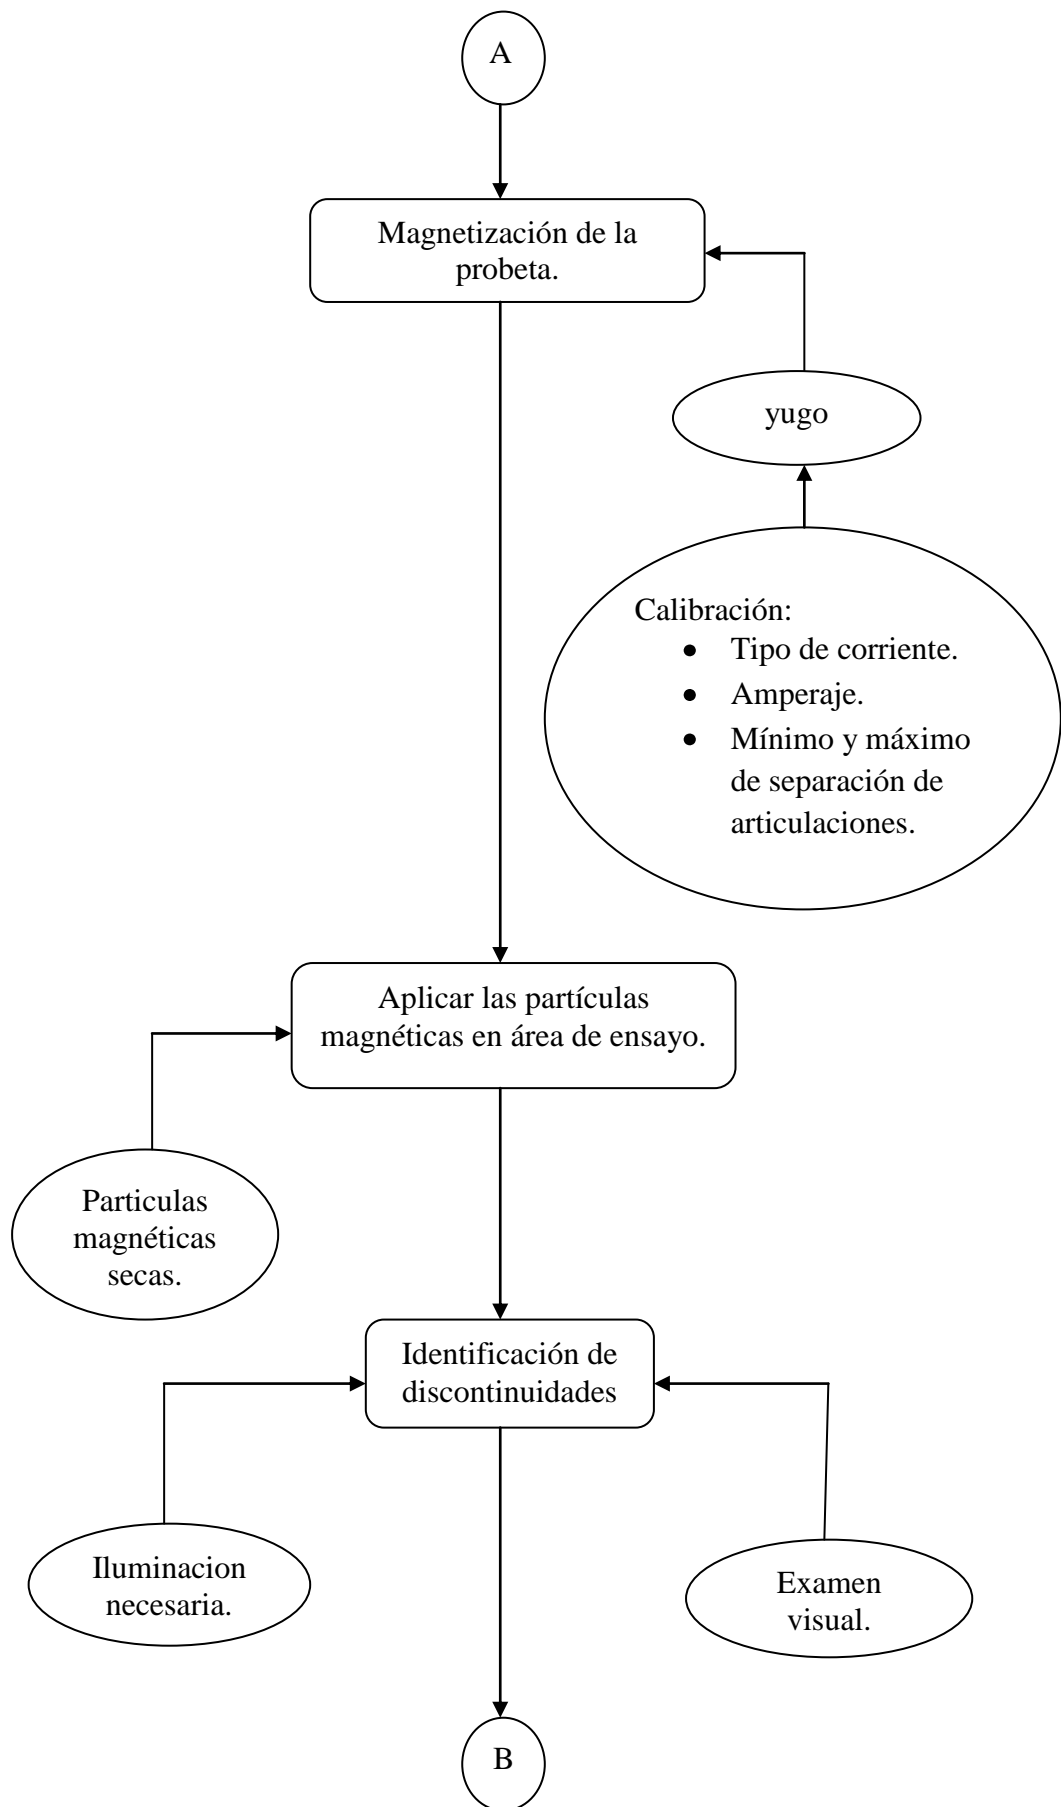 A
Magnetización de la
probeta.
yugo
Calibración:
• Tipo de corriente.
• Amperaje.
• Mínimo y máximo
de separación de
articulaciones.
Aplicar las partículas
magnéticas en área de ensayo.
Particulas
magnéticas
secas.
Identificación de
discontinuidades
Iluminacion
necesaria.
Examen
visual.
B